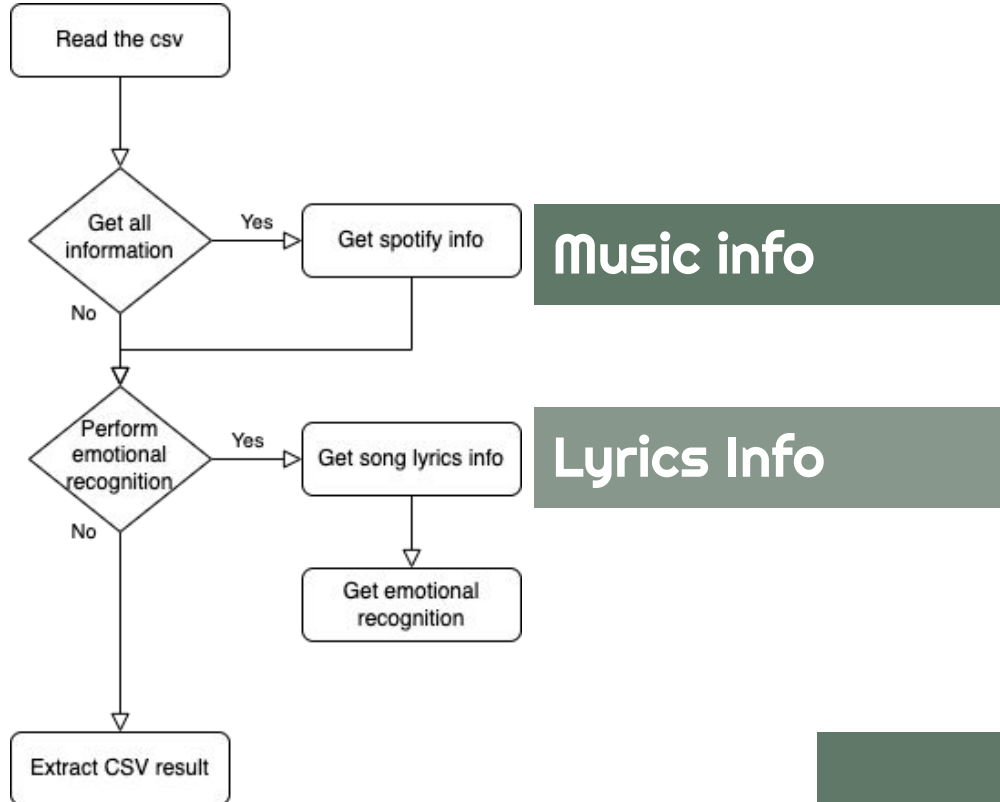 Read the csv
Get all
information
Yes
Get spotify info
Music info
No
Perform
emotional
recognition
Yes
Get song lyrics info
Lyrics Info
No
Get emotional
recognition
Extract CSV result